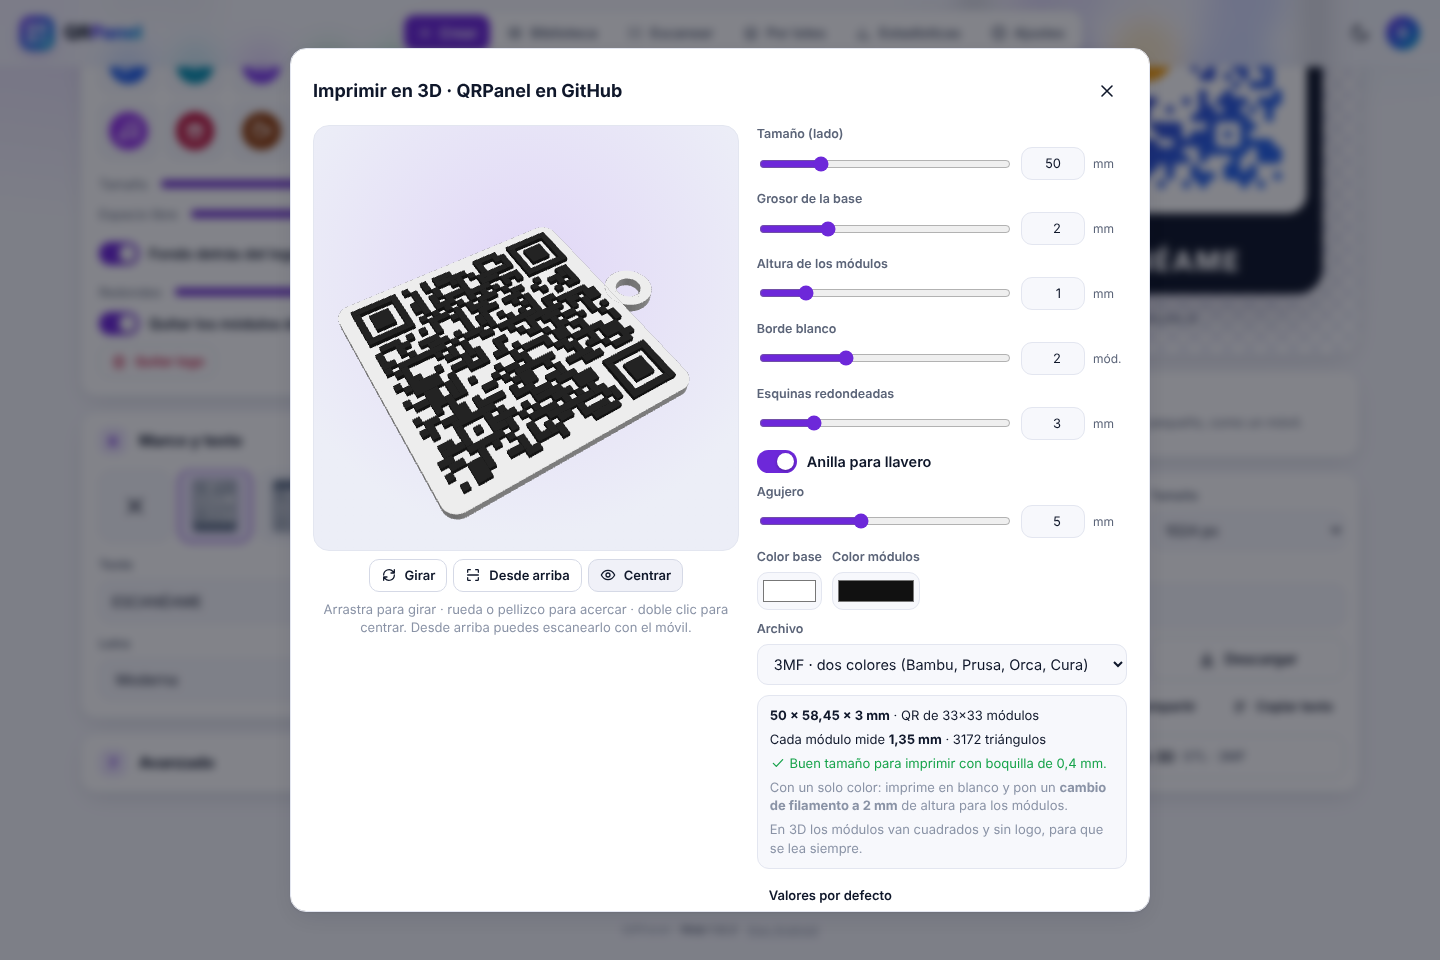 Imprimir en 3D · QRPanel en GitHub
Tamaño (lado)
50 mm
Grosor de la base
2 mm
Altura de los módulos
1 mm
Borde blanco
2 mód.
Esquinas redondeadas
3 mm
Anilla para llavero
Agujero
5 mm
Color base Color módulos
Archivo
3MF · dos colores (Bambu, Prusa, Orca, Cura)
50 × 58,45 × 3 mm · QR de 33×33 módulos
Cada módulo mide 1,35 mm · 3172 triángulos
Buen tamaño para imprimir con boquilla de 0,4 mm.
Con un solo color: imprime en blanco y pon un cambio
de filamento a 2 mm de altura para los módulos.
En 3D los módulos van cuadrados y sin logo, para que
se lea siempre.
Valores por defecto
Girar Desde arriba Centrar
Arrastra para girar · rueda o pellizco para acercar · doble clic para
centrar. Desde arriba puedes escanearlo con el móvil.
Marco y texto
Avanzado
Descargar
Copiar texto